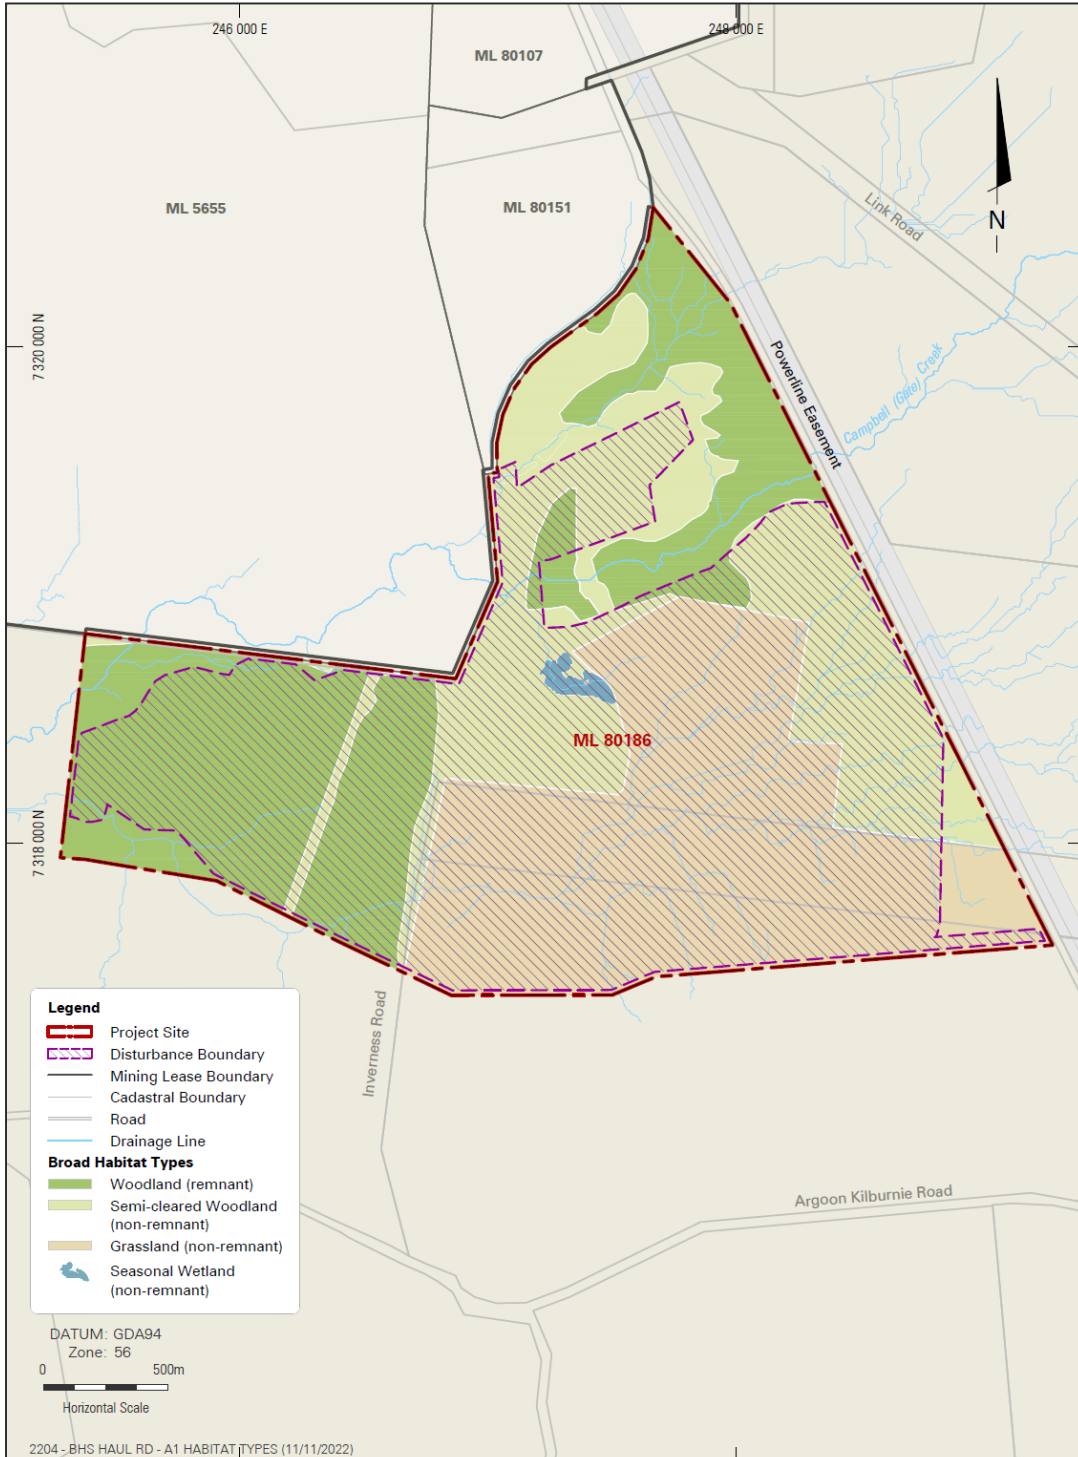 246 000 E
248 000 E
ML 80107
ML 5655
ML 80151
Link Road
N
7 320 000 N
Powerline Easement
Campbell (Gate) Creek
ML 80186
7 318 000 N
Inverness Road
Argoon Kilburnie Road
Legend
Project Site
Disturbance Boundary
Mining Lease Boundary
Cadastral Boundary
Road
Drainage Line
Broad Habitat Types
Woodland (remnant)
Semi-cleared Woodland
(non-remnant)
Grassland (non-remnant)
Seasonal Wetland
(non-remnant)
DATUM: GDA94
Zone: 56
0 500m
Horizontal Scale
2204 - BHS HAUL RD - A1 HABITAT TYPES (11/11/2022)